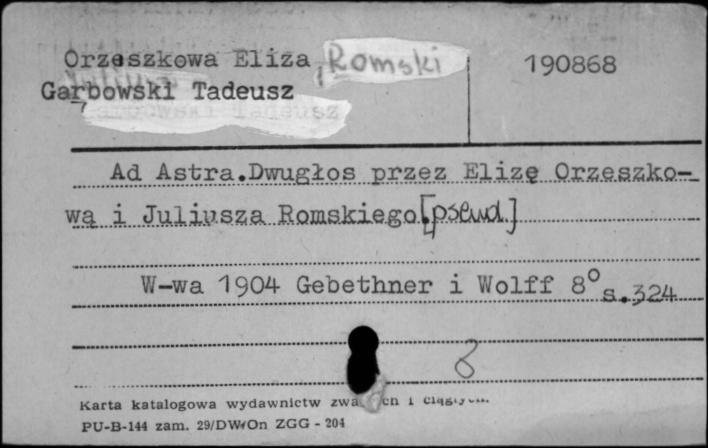 Orzeszkowa Eliza, Romski 190868
Garbowski Tadeusz
Ad Astra.Dwugłos przez Elizę Orzeszko-
wą i Juliusza Romskiego.[pseud.]
W-wa 1904 Gebethner i Wolff 8° s.324
8
Karta katalogowa wydawnictw i
PU-B-144 zam. 29/DWOn ZGG - 204